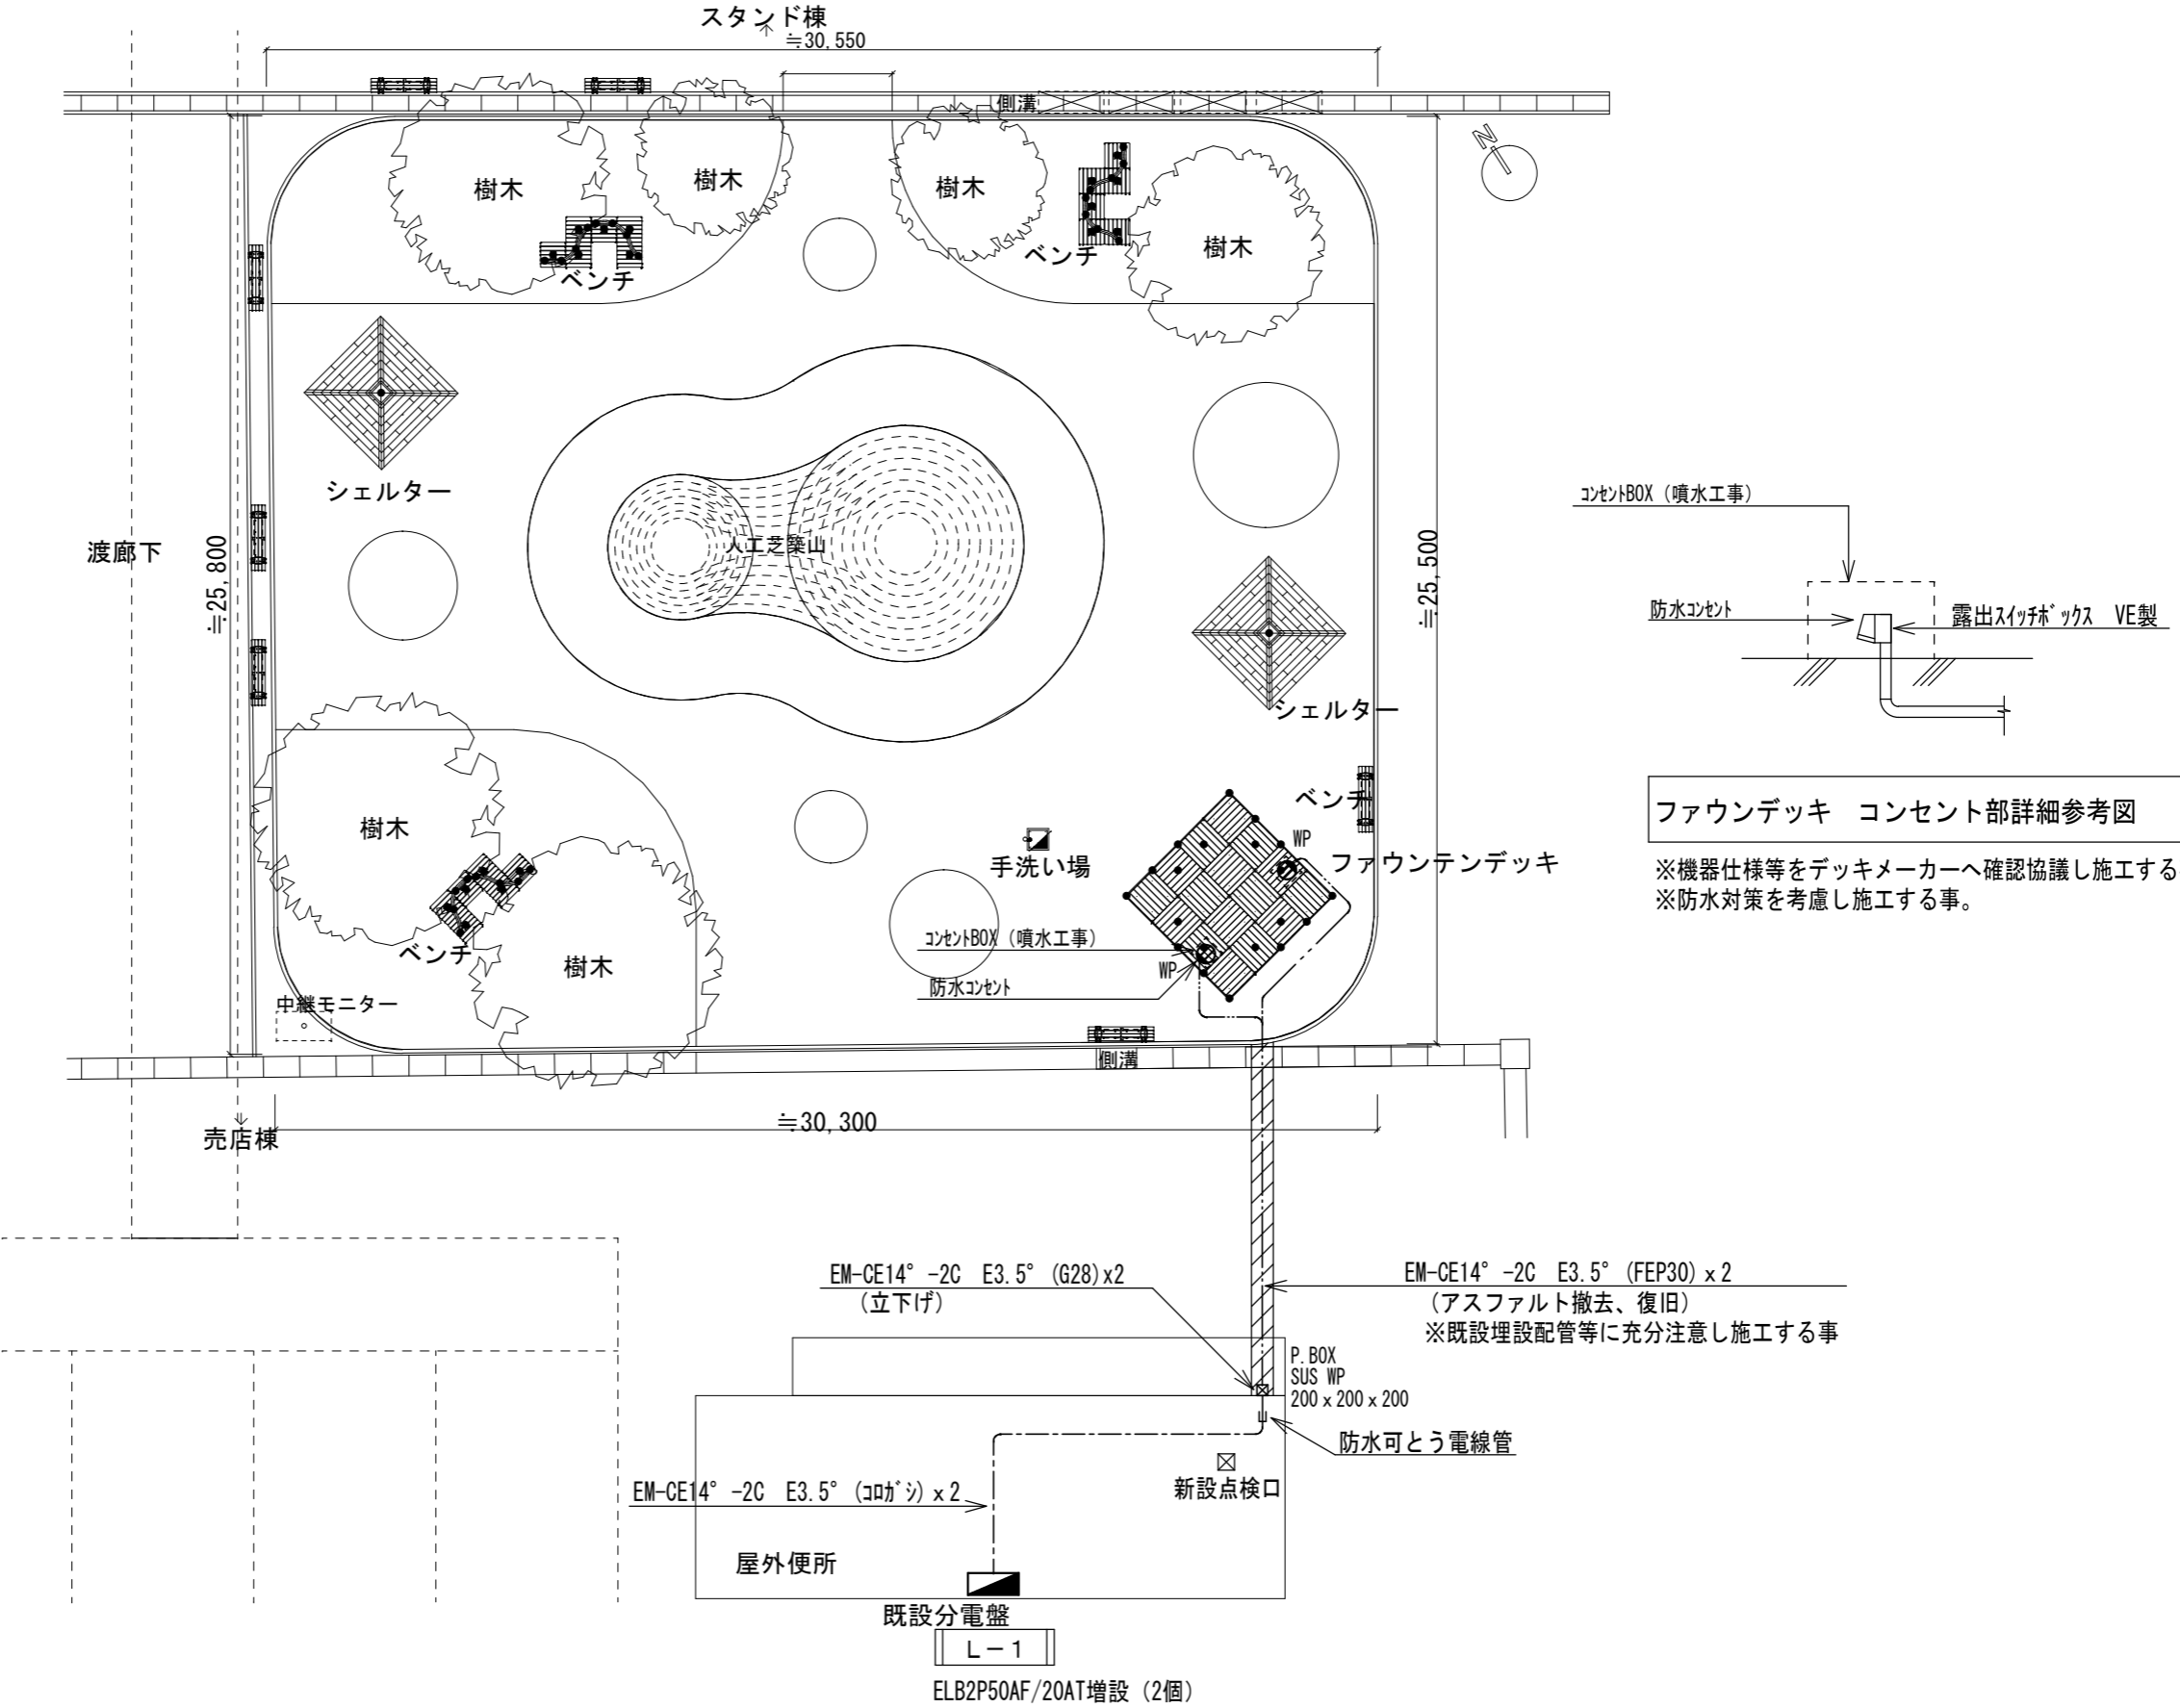 スタンド棟
≒30,550
側溝
N
樹木
樹木
樹木
樹木
ベンチ
ベンチ
シェルター
渡廊下
≒25,800
人工芝築山
≒25,500
シェルター
コンセントBOX（噴水工事）
防水コンセント
露出スイッチボックス　VE製
ファウンデッキ　コンセント部詳細参考図
※機器仕様等をデッキメーカーへ確認協議し施工する
※防水対策を考慮し施工する事。
ベンチ
WP
ファウンテンデッキ
手洗い場
樹木
ベンチ
樹木
コンセントBOX（噴水工事）
WP
防水コンセント
中継モニター
側溝
≒30,300
売店棟
EM-CE14°-2C　E3.5°（G28)x2
（立下げ）
EM-CE14°-2C　E3.5°（FEP30）x2
（アスファルト撤去、復旧）
※既設埋設配管等に充分注意し施工する事
P.BOX
SUS WP
200x200x200
防水可とう電線管
新設点検口
EM-CE14°-2C　E3.5°（コロガシ）x2
屋外便所
既設分電盤
L－1
ELB2P50AF/20AT増設（2個）